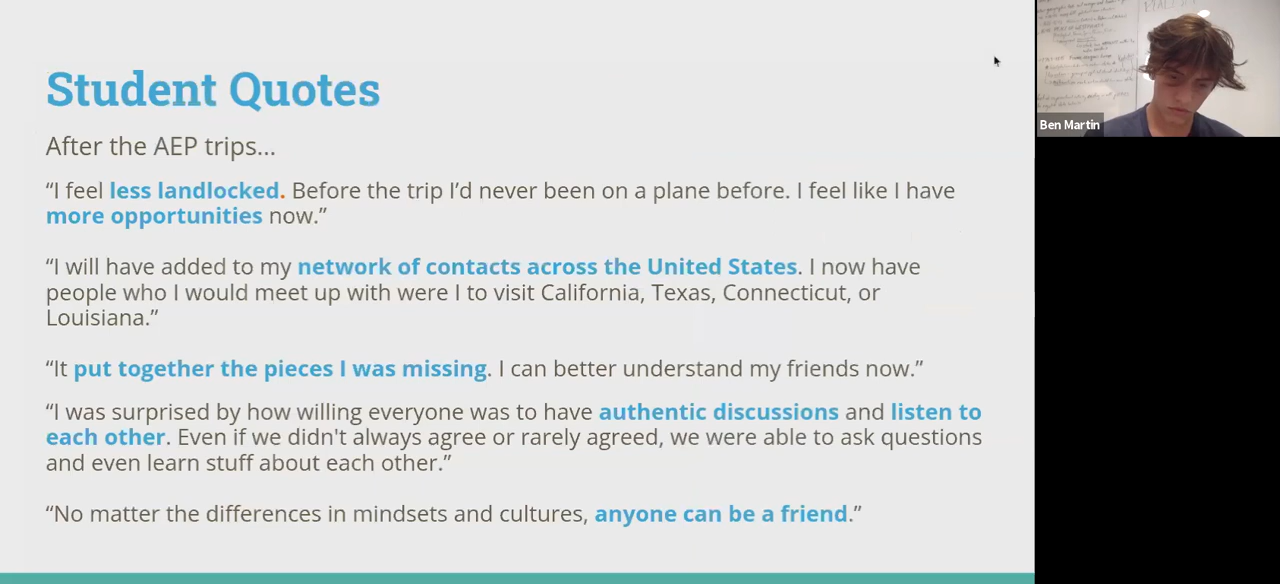 Student Quotes
After the AEP trips...
“I feel less landlocked. Before the trip I’d never been on a plane before. I feel like I have
more opportunities now.”
“I will have added to my network of contacts across the United States. I now have
people who I would meet up with were I to visit California, Texas, Connecticut, or
Louisiana.”
“It put together the pieces I was missing. I can better understand my friends now.”
“I was surprised by how willing everyone was to have authentic discussions and listen to
each other. Even if we didn't always agree or rarely agreed, we were able to ask questions
and even learn stuff about each other.”
“No matter the differences in mindsets and cultures, anyone can be a friend.”
Ben Martin